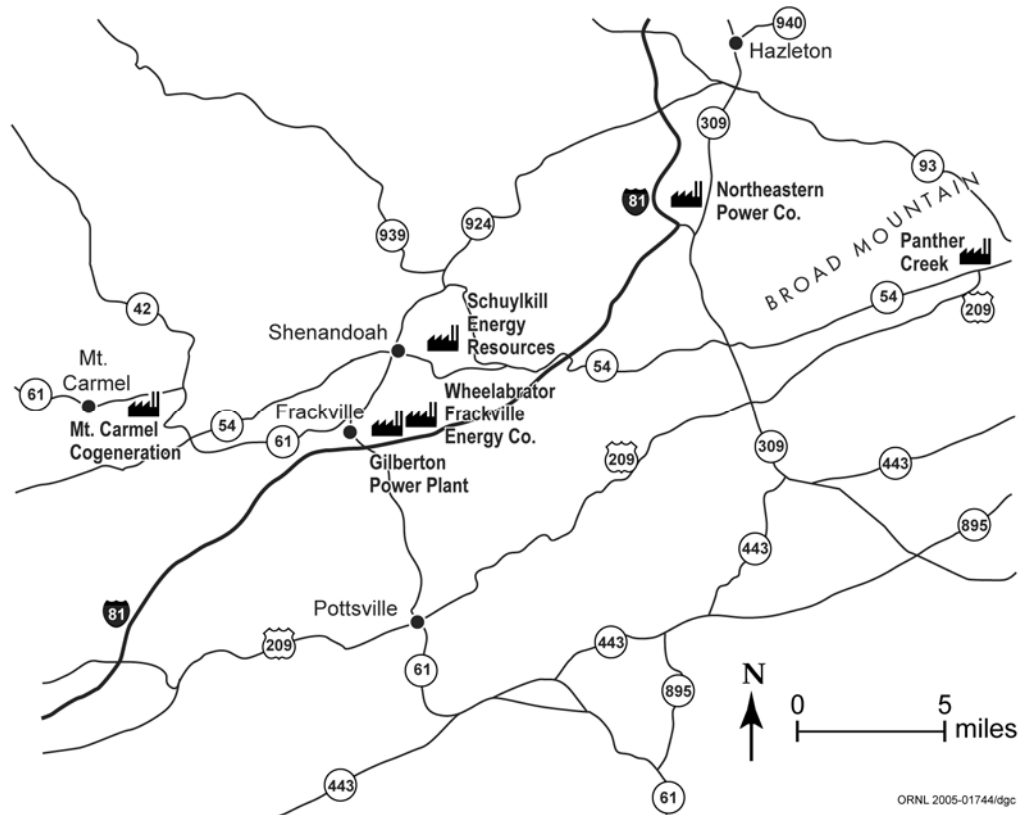 940
Hazleton
309
93
81
Northeastern
Power Co.
BROAD MOUNTAIN
Panther
Creek
939
924
54
209
42
Schuylkill
Energy
Resources
Shenandoah
Mt.
Carmel
61
54
Wheelabrator
Frackville
Energy Co.
Mt. Carmel
Cogeneration
54
Frackville
61
Gilberton
Power Plant
209
309
443
895
443
81
Pottsville
209
443
61
895
N
0 5
miles
443
61
ORNL 2005-01744/dgc